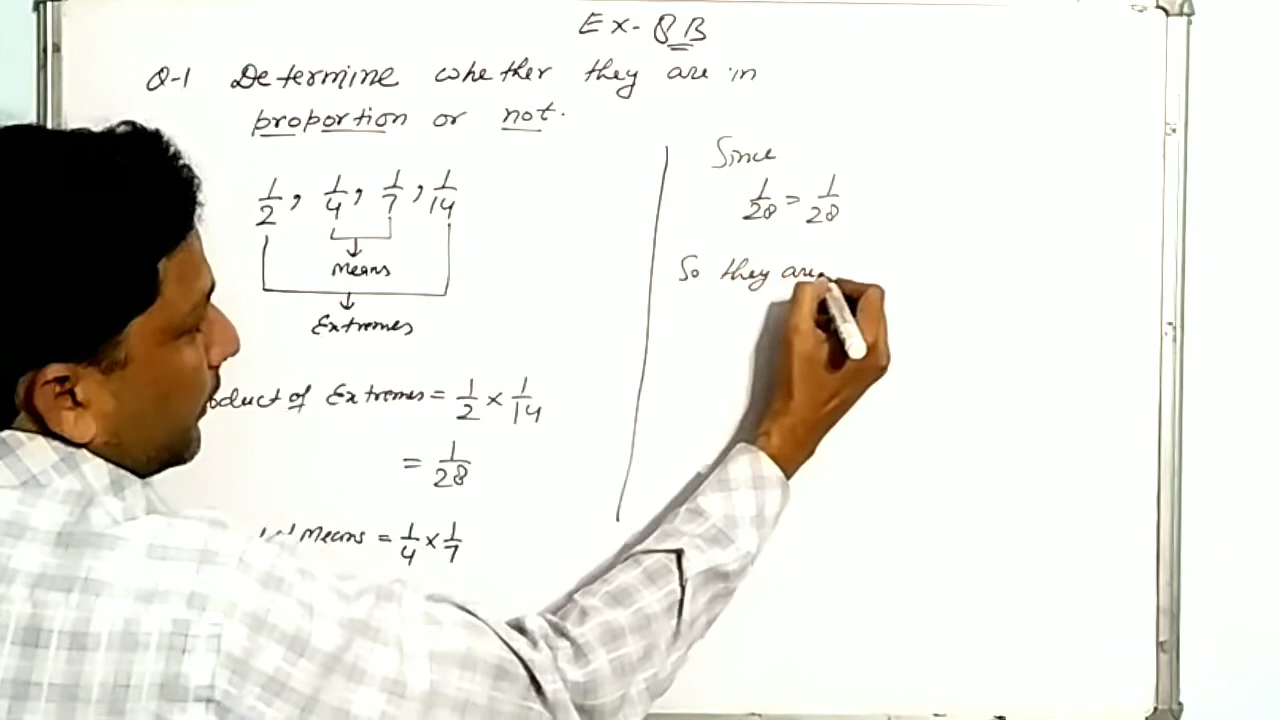 Ex- 8B
Q-1 Determine whether they are in
proportion or not.
1/2, 1/4, 1/7, 1/14
Means
Extremes
oduct of Extremes = 1/2 × 1/14
= 1/28
Means = 1/4 × 1/7
Since
1/28 = 1/28
So they are